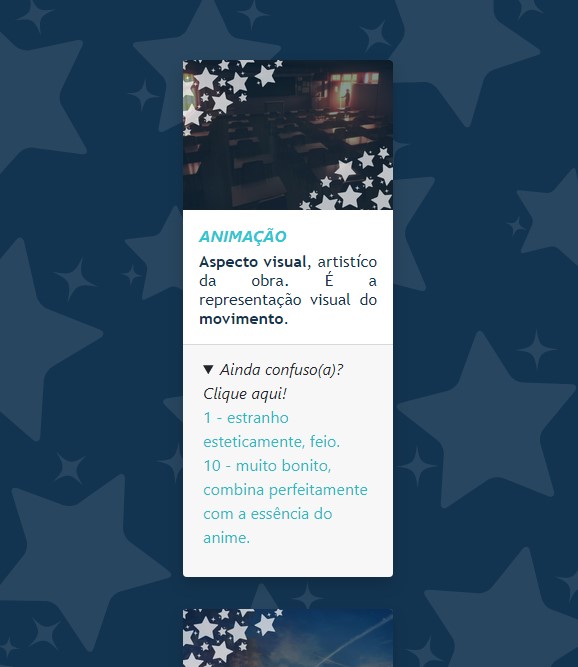 ANIMAÇÃO
Aspecto visual, artistíco
da obra. É a
representação visual do
movimento.
▼ Ainda confuso(a)?
Clique aqui!
1 - estranho
esteticamente, feio.
10 - muito bonito,
combina perfeitamente
com a essência do
anime.